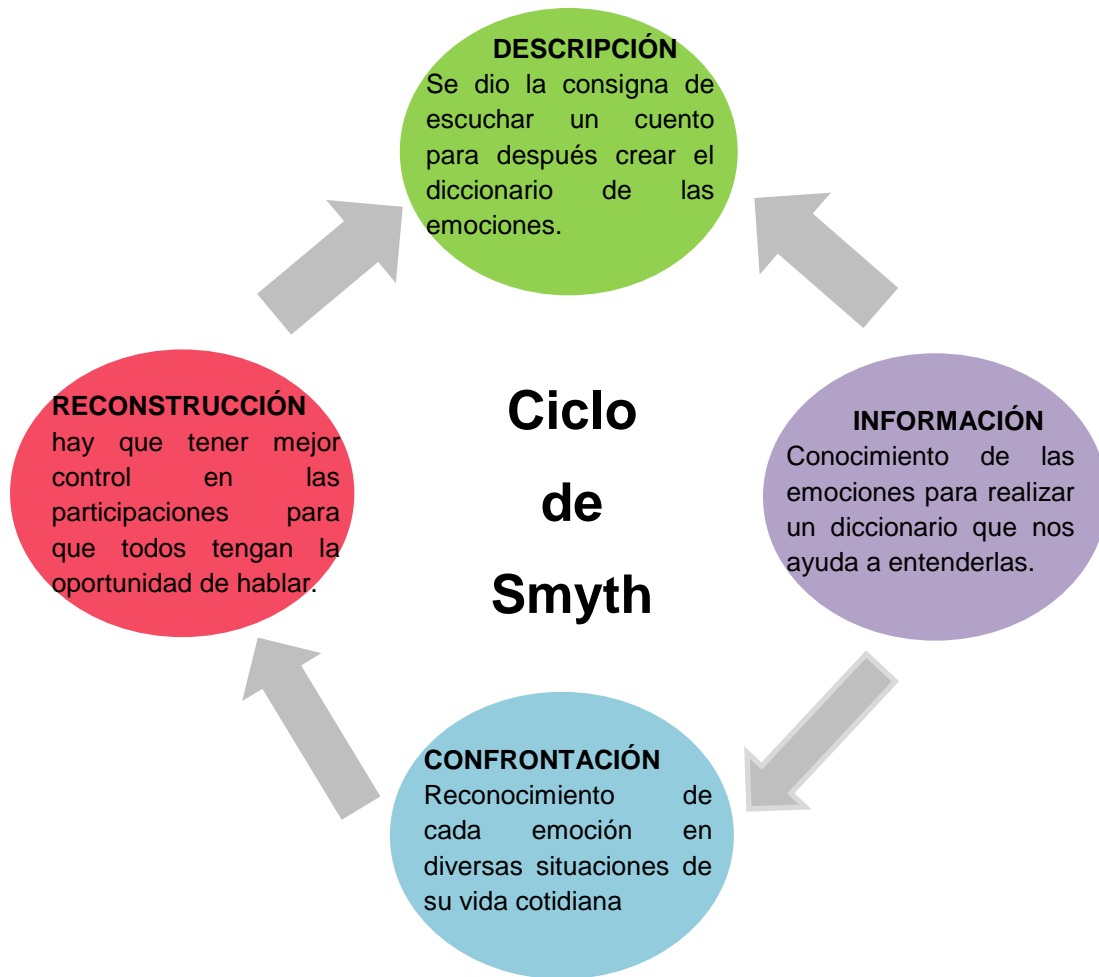 DESCRIPCIÓN
Se dio la consigna de
escuchar un cuento
para después crear el
diccionario de las
emociones.
Ciclo
de
Smyth
INFORMACIÓN
Conocimiento de las
emociones para realizar
un diccionario que nos
ayuda a entenderlas.
CONFRONTACIÓN
Reconocimiento de
cada emoción en
diversas situaciones de
su vida cotidiana
RECONSTRUCCIÓN
hay que tener mejor
control en las
participaciones para
que todos tengan la
oportunidad de hablar.